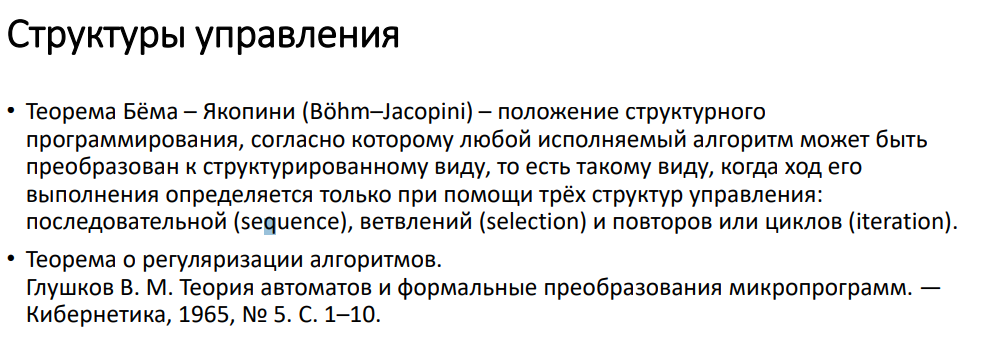 Структуры управления
• Теорема Бёма – Якопини (Böhm–Jacopini) – положение структурного
программирования, согласно которому любой исполняемый алгоритм может быть
преобразован к структурированному виду, то есть такому виду, когда ход его
выполнения определяется только при помощи трёх структур управления:
последовательной (sequence), ветвлений (selection) и повторов или циклов (iteration).
• Теорема о регуляризации алгоритмов.
Глушков В. М. Теория автоматов и формальные преобразования микропрограмм. —
Кибернетика, 1965, № 5. С. 1–10.